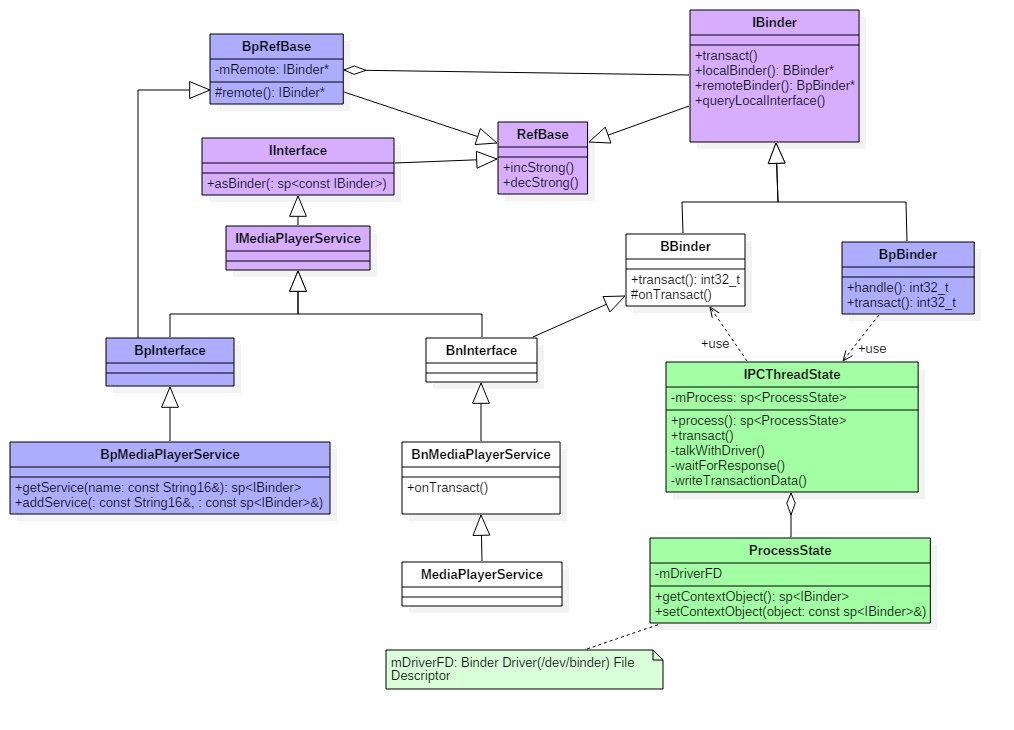 BpRefBase
-mRemote: IBinder*
#remote(): IBinder*
IBinder
+transact()
+localBinder(): BBinder*
+remoteBinder(): BpBinder*
+queryLocalInterface()
RefBase
+incStrong()
+decStrong()
IInterface
+asBinder(: sp<const IBinder>)
IMediaPlayerService
BBinder
+transact(): int32_t
#onTransact()
BpBinder
+handle(): int32_t
+transact(): int32_t
+use
+use
BpInterface
BnInterface
IPCThreadState
-mProcess: sp<ProcessState>
+process(): sp<ProcessState>
+transact()
-talkWithDriver()
-waitForResponse()
-writeTransactionData()
BpMediaPlayerService
+getService(name: const String16&): sp<IBinder>
+addService(: const String16&, : const sp<IBinder>&)
BnMediaPlayerService
+onTransact()
MediaPlayerService
ProcessState
-mDriverFD
+getContextObject(): sp<IBinder>
+setContextObject(object: const sp<IBinder>&)
mDriverFD: Binder Driver(/dev/binder) File
Descriptor